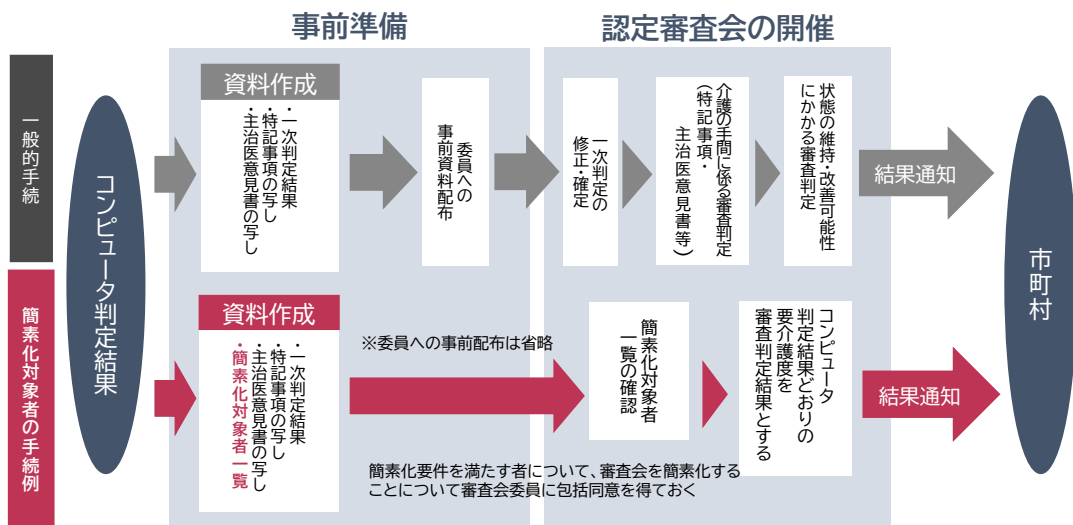 事前準備
認定審査会の開催
一般的手続
コンピュータ判定結果
資料作成
・一次判定結果
・特記事項の写し
・主治医意見書の写し
委員への
事前資料配布
一次判定の
修正・確定
介護の手間に係る審査判定
(特記事項・
主治医意見書等)
状態の維持・改善可能性
にかかる審査判定
結果通知
市町村
簡素化対象者の手続例
資料作成
・一次判定結果
・特記事項の写し
・主治医意見書の写し
・簡素化対象者一覧
※委員への事前配布は省略
簡素化対象者
一覧の確認
コンピュータ
判定結果どおりの
要介護度を
審査判定結果とする
結果通知
簡素化要件を満たす者について、審査会を簡素化する
ことについて審査会委員に包括同意を得ておく